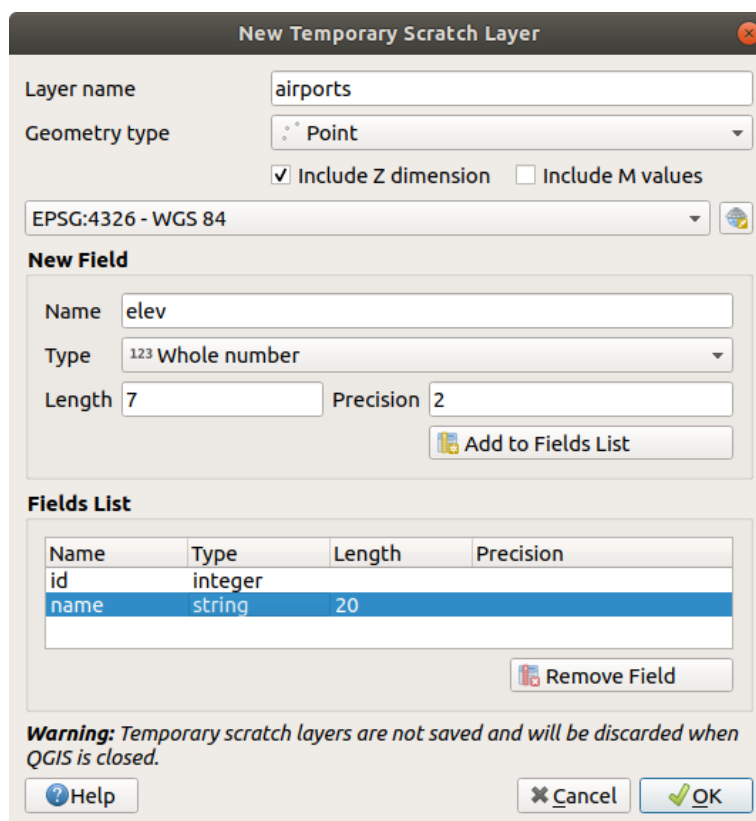 New Temporary Scratch Layer
Layer name airports
Geometry type Point
Include Z dimension Include M values
EPSG:4326 - WGS 84
New Field
Name elev
Type 123 Whole number
Length 7 Precision 2
Add to Fields List
Fields List
Name Type Length Precision
id integer
name string 20
Remove Field
Warning: Temporary scratch layers are not saved and will be discarded when
QGIS is closed.
Help Cancel OK